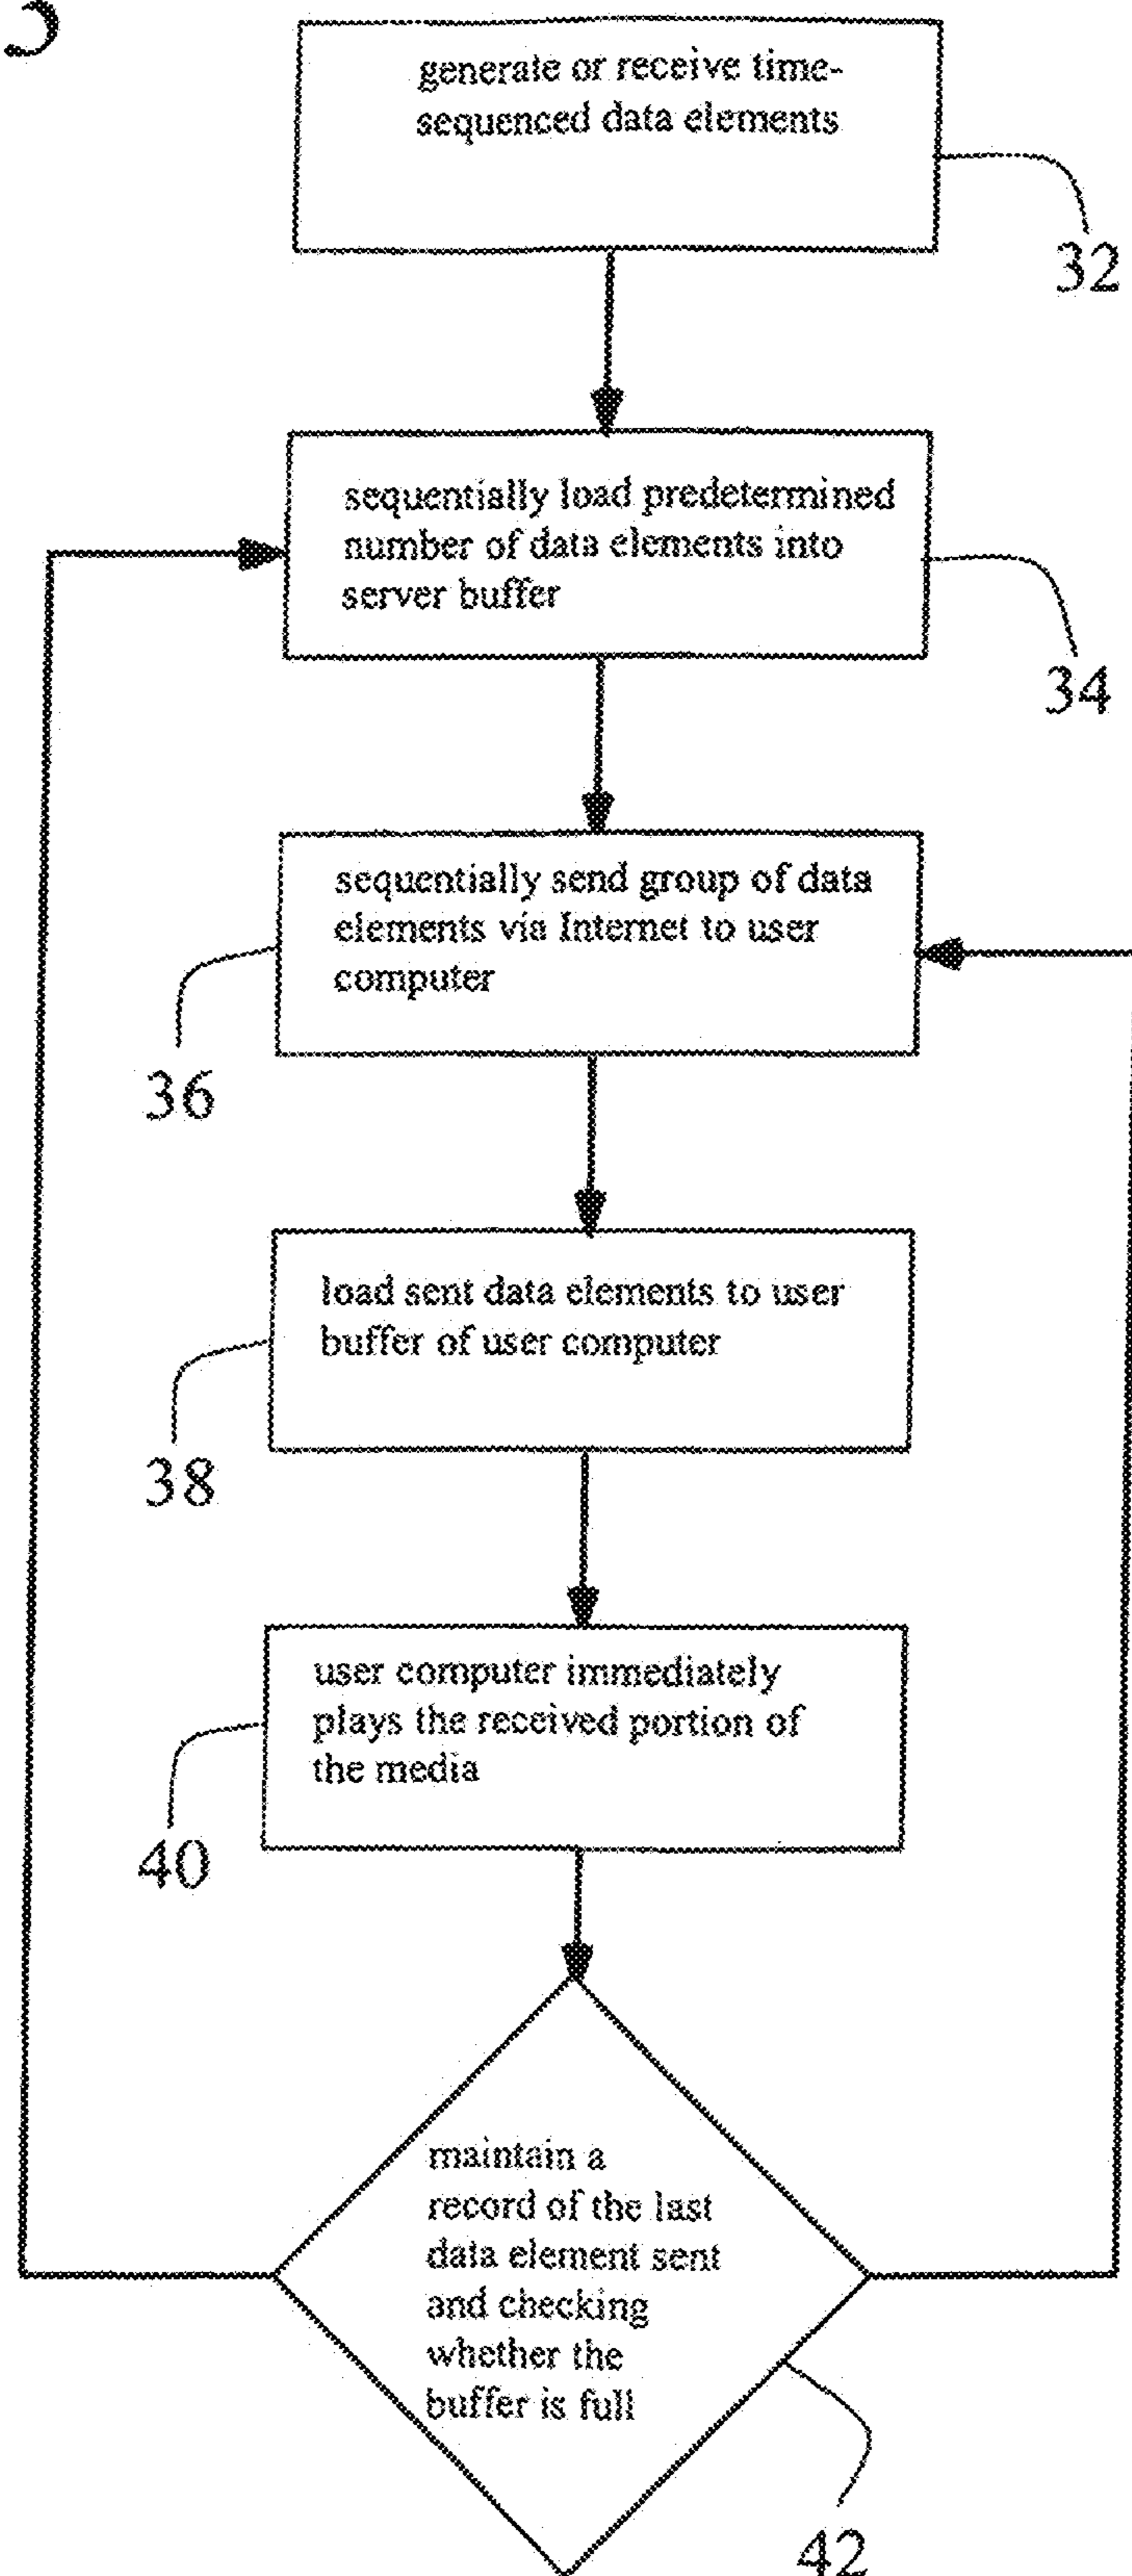 generate or receive time-
sequenced data elements
32
sequentially load predetermined
number of data elements into
server buffer
34
sequentially send group of data
elements via Internet to user
computer
36
load sent data elements to user
buffer of user computer
38
user computer immediately
plays the received portion of
the media
40
maintain a
record of the last
data element sent
and checking
whether the
buffer is full
42